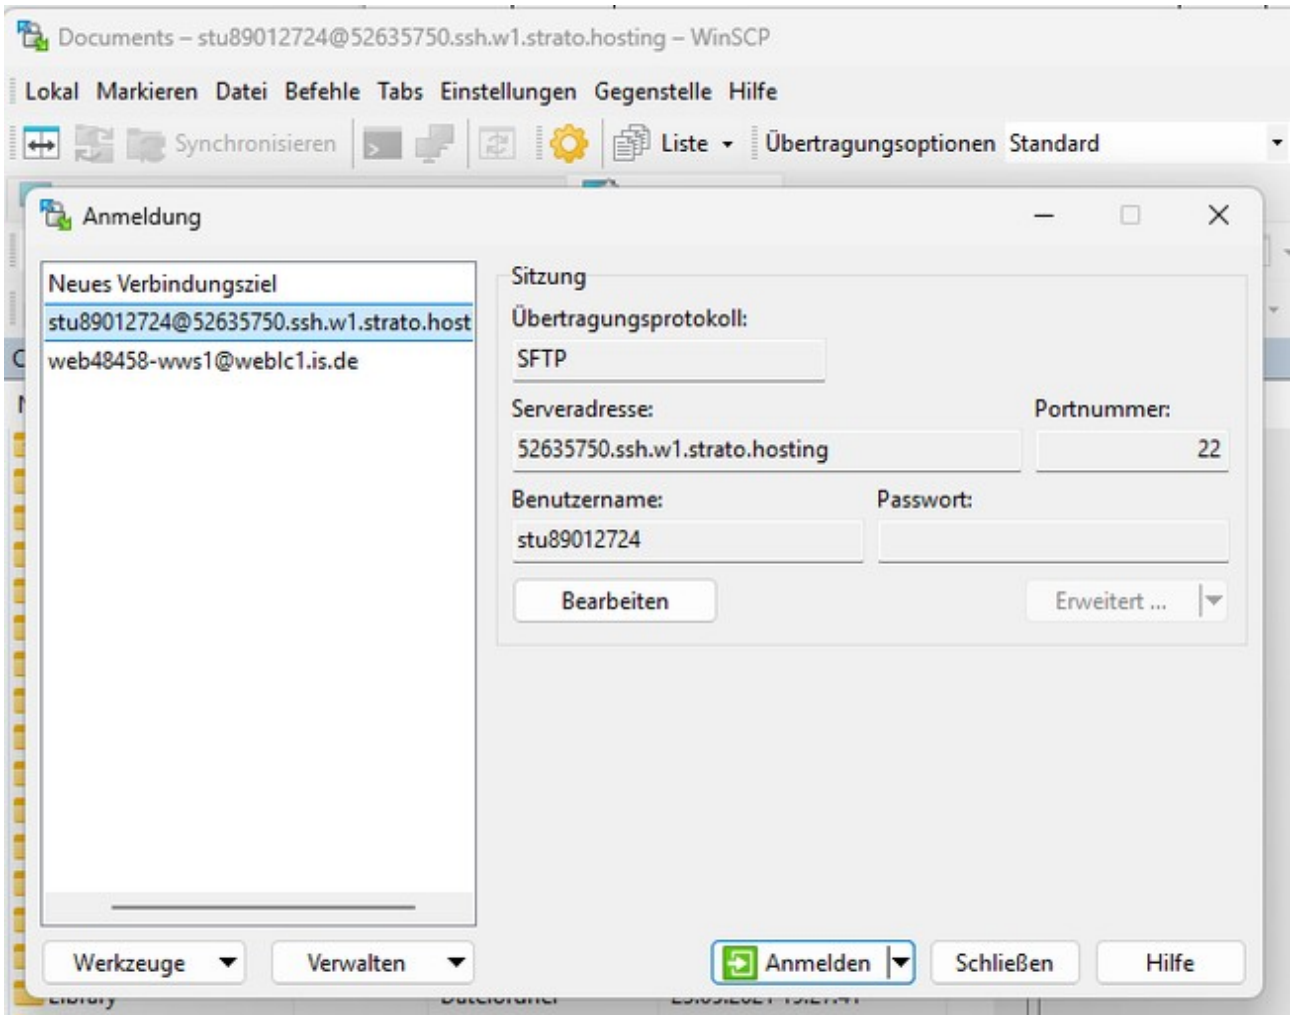 Documents – stu89012724@52635750.ssh.w1.strato.hosting – WinSCP
Lokal Markieren Datei Befehle Tabs Einstellungen Gegenstelle Hilfe
Synchronisieren Liste Übertragungsoptionen Standard
Anmeldung
Neues Verbindungsziel
stu89012724@52635750.ssh.w1.strato.host
web48458-wws1@weblc1.is.de
Sitzung
Übertragungsprotokoll:
SFTP
Serveradresse: Portnummer:
52635750.ssh.w1.strato.hosting 22
Benutzername: Passwort:
stu89012724
Bearbeiten Erweitert ...
Werkzeuge Verwalten Anmelden Schließen Hilfe
Library Dateiordner